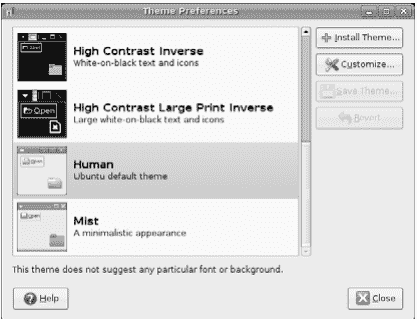 Theme Preferences
High Contrast Inverse
White-on-black text and icons
Open
High Contrast Large Print Inverse
Large white-on-black text and icons
Human
Ubuntu default theme
Mist
A minimalistic appearance
Install Theme...
Customize...
Save Theme...
Revert
This theme does not suggest any particular font or background.
Help
Close